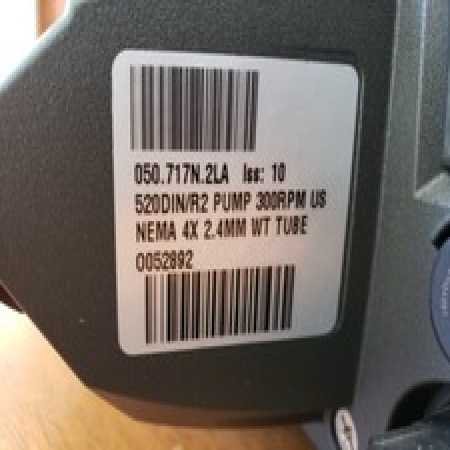 050.717N.2LA Iss: 10
520DIN/R2 PUMP 300RPM US
NEMA 4X 2.4MM WT TUBE
0052892